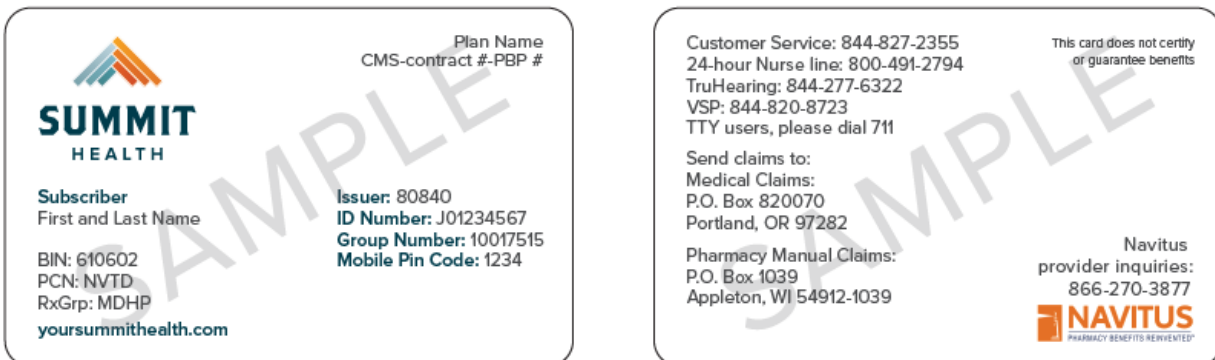 Plan Name
CMS-contract #-PBP #
SUMMIT
HEALTH
Subscriber
First and Last Name
BIN: 610602
PCN: NVTD
RxGrp: MDHP
yoursummithealth.com
Issuer: 80840
ID Number: J01234567
Group Number: 10017515
Mobile Pin Code: 1234
SAMPLE
Customer Service: 844-827-2355
24-hour Nurse line: 800-491-2794
TruHearing: 844-277-6322
VSP: 844-820-8723
TTY users, please dial 711
This card does not certify
or guarantee benefits
Send claims to:
Medical Claims:
P.O. Box 820070
Portland, OR 97282
Pharmacy Manual Claims:
P.O. Box 1039
Appleton, WI 54912-1039
Navitus
provider inquiries:
866-270-3877
NAVITUS
PHARMACY BENEFITS REINVENTED
SAMPLE